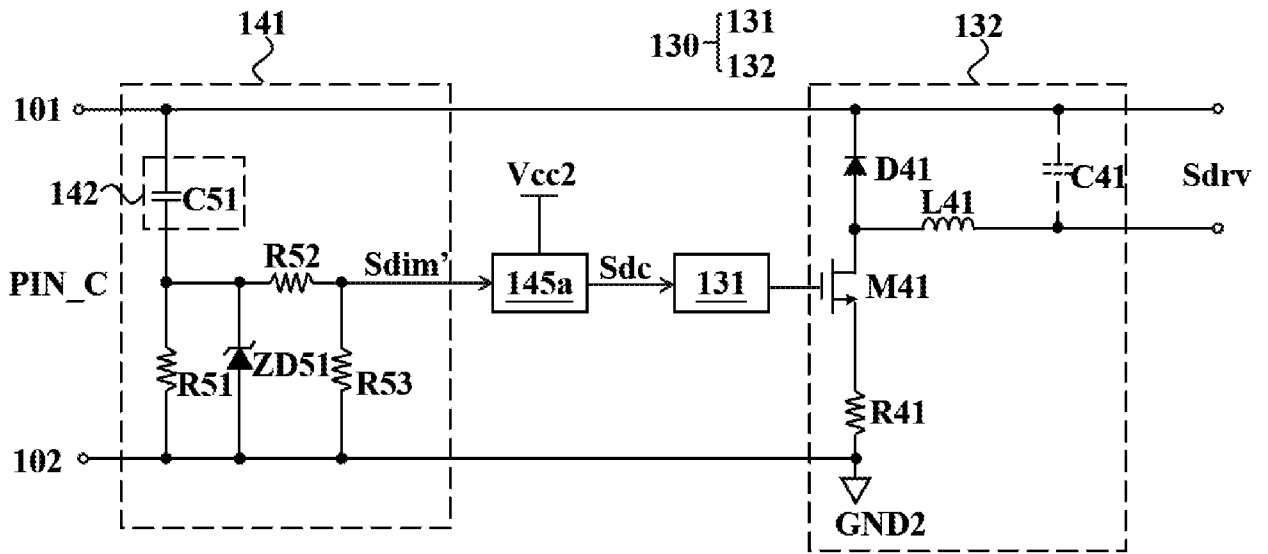 141
130
131
132
132
101
142
C51
Vcc2
D41
C41
Sdrv
L41
PIN_C
R52
Sdim’
145a
Sdc
131
M41
R51
ZD51
R53
R41
102
GND2